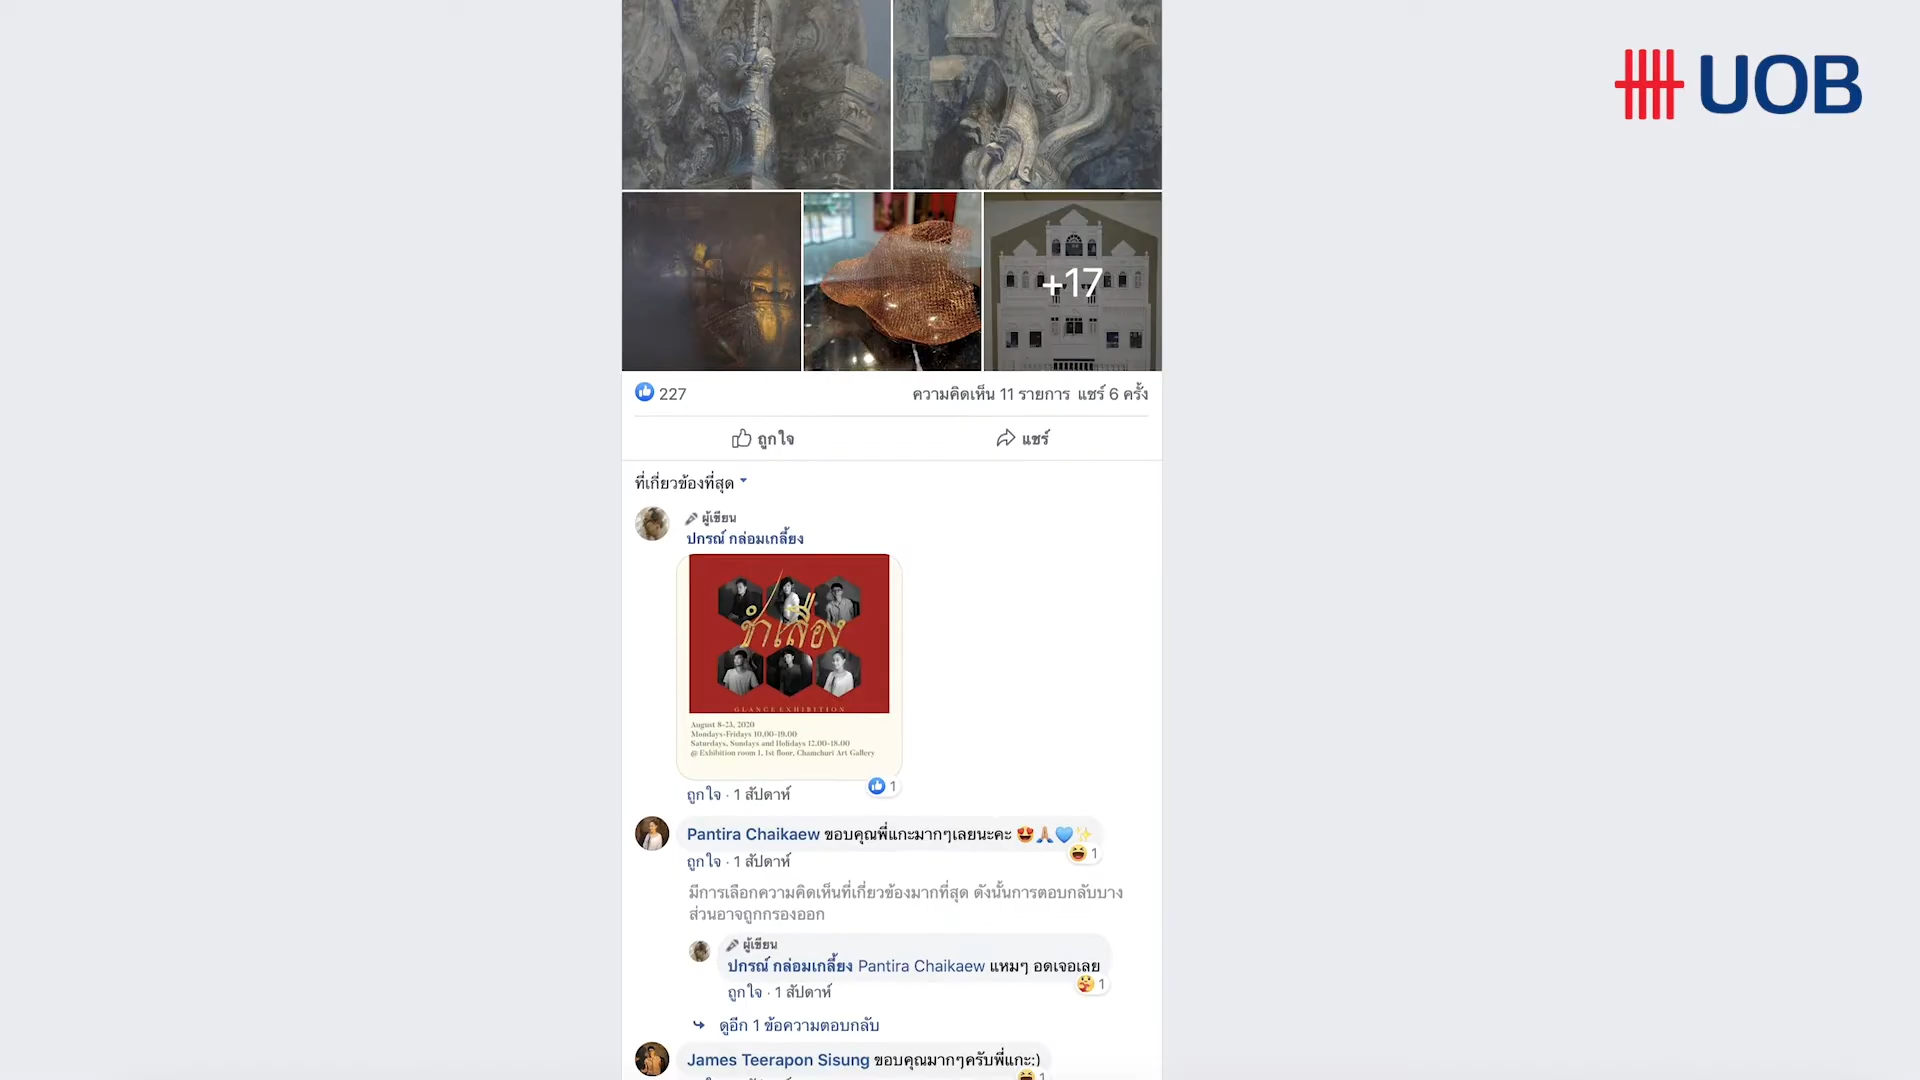 UOB
+17
227
ความคิดเห็น 11 รายการ แชร์ 6 ครั้ง
ถูกใจ
แชร์
ที่เกี่ยวข้องที่สุด
ผู้เขียน
ปกรณ์ กล่อมเกลี้ยง
ชำเลือง
GLANCE EXHIBITION
August 8-23, 2020
Mondays-Fridays 10.00-19.00
Saturdays, Sundays and Holidays 12.00-18.00
@ Exhibition room 1, 1st floor, Chamchuri Art Gallery
ถูกใจ · 1 สัปดาห์
1
Pantira Chaikaew ขอบคุณพี่แกะมากๆเลยนะคะ 😍🙏🏼💙✨
1
ถูกใจ · 1 สัปดาห์
มีการเลือกความคิดเห็นที่เกี่ยวข้องมากที่สุด ดังนั้นการตอบกลับบาง
ส่วนอาจถูกกรองออก
ผู้เขียน
ปกรณ์ กล่อมเกลี้ยง Pantira Chaikaew แหมๆ อดเจอเลย
1
ถูกใจ · 1 สัปดาห์
ดูอีก 1 ข้อความตอบกลับ
James Teerapon Sisung ขอบคุณมากๆครับพี่แกะ:)
1